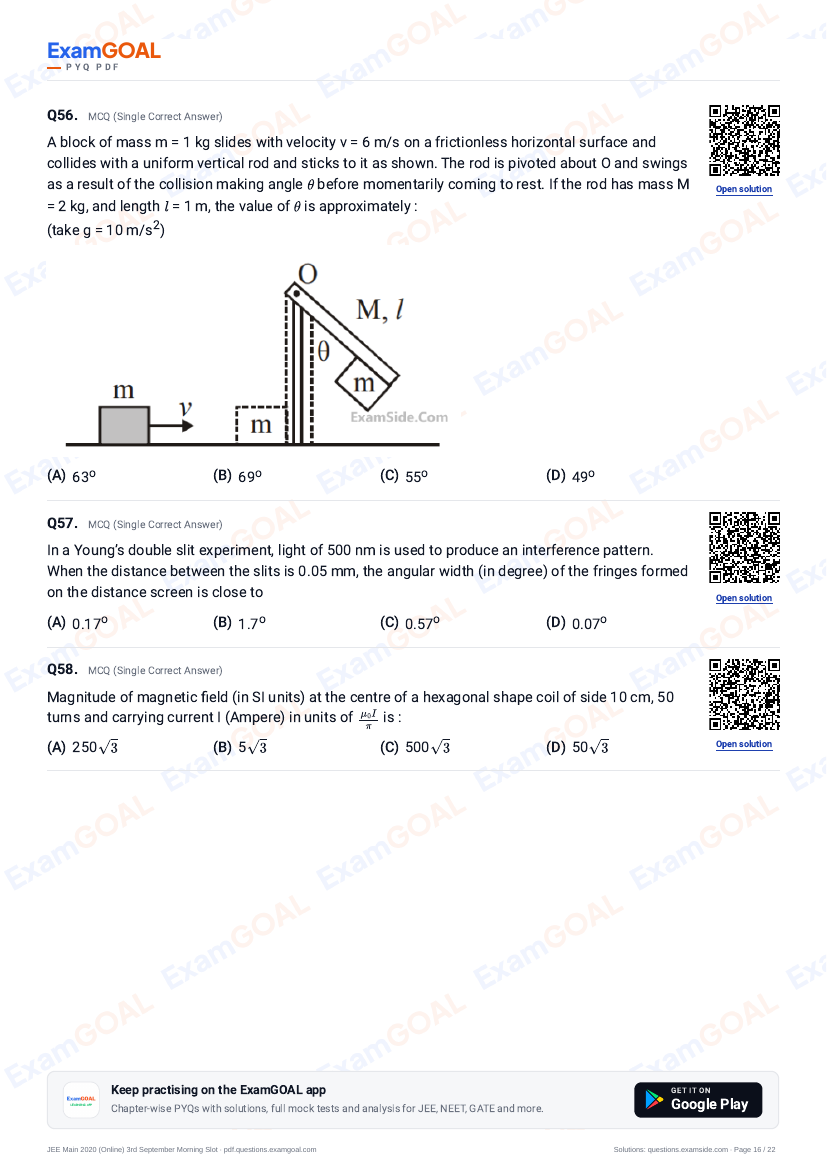 ExamGOAL
PYQ PDF
Q56. MCQ (Single Correct Answer)
A block of mass m = 1 kg slides with velocity v = 6 m/s on a frictionless horizontal surface and
collides with a uniform vertical rod and sticks to it as shown. The rod is pivoted about O and swings
as a result of the collision making angle θ before momentarily coming to rest. If the rod has mass M
= 2 kg, and length l = 1 m, the value of θ is approximately :
(take g = 10 m/s²)
Open solution
O
M, l
θ
m
m
v
m
ExamSide.Com
(A) 63º
(B) 69º
(C) 55º
(D) 49º
Q57. MCQ (Single Correct Answer)
In a Young's double slit experiment, light of 500 nm is used to produce an interference pattern.
When the distance between the slits is 0.05 mm, the angular width (in degree) of the fringes formed
on the distance screen is close to
Open solution
(A) 0.17º
(B) 1.7º
(C) 0.57º
(D) 0.07º
Q58. MCQ (Single Correct Answer)
Magnitude of magnetic field (in SI units) at the centre of a hexagonal shape coil of side 10 cm, 50
turns and carrying current I (Ampere) in units of μ₀I/π is :
Open solution
(A) 250√3
(B) 5√3
(C) 500√3
(D) 50√3
Keep practising on the ExamGOAL app
Chapter-wise PYQs with solutions, full mock tests and analysis for JEE, NEET, GATE and more.
GET IT ON
Google Play
JEE Main 2020 (Online) 3rd September Morning Slot · pdf.questions.examgoal.com
Solutions: questions.examside.com · Page 16 / 22